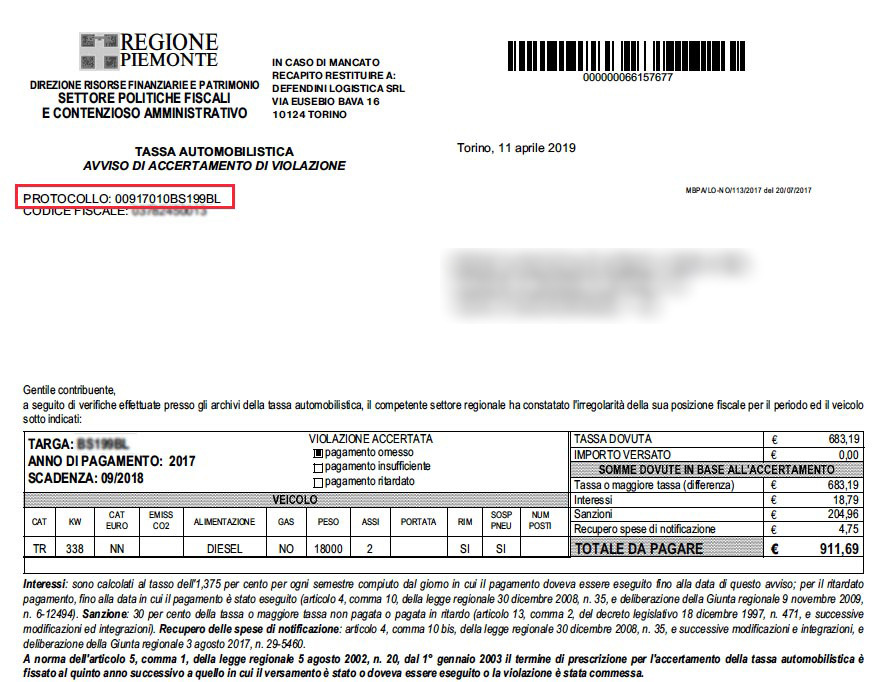 REGIONE
PIEMONTE
DIREZIONE RISORSE FINANZIARIE E PATRIMONIO
SETTORE POLITICHE FISCALI
E CONTENZIOSO AMMINISTRATIVO
IN CASO DI MANCATO
RECAPITO RESTITUIRE A:
DEFENDINI LOGISTICA SRL
VIA EUSEBIO BAVA 16
10124 TORINO
000000066157677
TASSA AUTOMOBILISTICA
AVVISO DI ACCERTAMENTO DI VIOLAZIONE
Torino, 11 aprile 2019
PROTOCOLLO: 00917010BS199BL
CODICE FISCALE:
MBPA/LO-NO/113/2017 del 20/07/2017
Gentile contribuente,
a seguito di verifiche effettuate presso gli archivi della tassa automobilistica, il competente settore regionale ha constatato l'irregolarità della sua posizione fiscale per il periodo ed il veicolo
sotto indicati:
TARGA:
ANNO DI PAGAMENTO: 2017
SCADENZA: 09/2018
VIOLAZIONE ACCERTATA
pagamento omesso
pagamento insufficiente
pagamento ritardato
TASSA DOVUTA € 683,19
IMPORTO VERSATO € 0,00
SOMME DOVUTE IN BASE ALL'ACCERTAMENTO
Tassa o maggiore tassa (differenza) € 683,19
Interessi € 18,79
Sanzioni € 204,96
Recupero spese di notificazione € 4,75
TOTALE DA PAGARE € 911,69
VEICOLO
CAT KW CAT EURO EMISS CO2 ALIMENTAZIONE GAS PESO ASSI PORTATA RIM SOSP PNEU NUM POSTI
TR 338 NN DIESEL NO 18000 2 SI SI
Interessi: sono calcolati al tasso dell'1,375 per cento per ogni semestre compiuto dal giorno in cui il pagamento doveva essere eseguito fino alla data di questo avviso; per il ritardato
pagamento, fino alla data in cui il pagamento è stato eseguito (articolo 4, comma 10, della legge regionale 30 dicembre 2008, n. 35, e deliberazione della Giunta regionale 9 novembre 2009,
n. 6-12494). Sanzione: 30 per cento della tassa o maggiore tassa non pagata o pagata in ritardo (articolo 13, comma 2, del decreto legislativo 18 dicembre 1997, n. 471, e successive
modificazioni ed integrazioni). Recupero delle spese di notificazione: articolo 4, comma 10 bis, della legge regionale 30 dicembre 2008, n. 35, e successive modificazioni e integrazioni, e
deliberazione della Giunta regionale 3 agosto 2017, n. 29-5460.
A norma dell'articolo 5, comma 1, della legge regionale 5 agosto 2002, n. 20, dal 1° gennaio 2003 il termine di prescrizione per l'accertamento della tassa automobilistica è
fissato al quinto anno successivo a quello in cui il versamento è stato o doveva essere eseguito o la violazione è stata commessa.